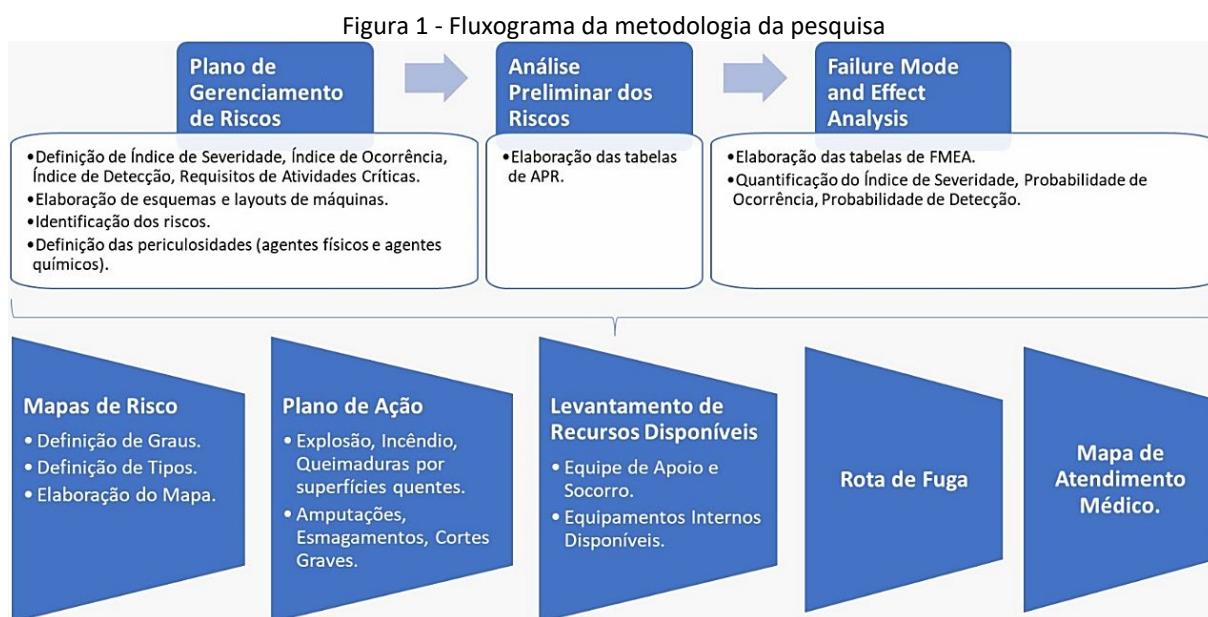 Figura 1 - Fluxograma da metodologia da pesquisa
Plano de
Gerenciamento
de Riscos
•Definição de Índice de Severidade, Índice de Ocorrência,
Índice de Detecção, Requisitos de Atividades Críticas.
•Elaboração de esquemas e layouts de máquinas.
•Identificação dos riscos.
•Definição das periculosidades (agentes físicos e agentes
químicos).
Análise
Preliminar dos
Riscos
•Elaboração das tabelas
de APR.
Failure Mode
and Effect
Analysis
•Elaboração das tabelas de FMEA.
•Quantificação do Índice de Severidade, Probabilidade de
Ocorrência, Probabilidade de Detecção.
Mapas de Risco
• Definição de Graus.
• Definição de Tipos.
• Elaboração do Mapa.
Plano de Ação
• Explosão, Incêndio,
Queimaduras por
superfícies quentes.
• Amputações,
Esmagamentos, Cortes
Graves.
Levantamento de
Recursos Disponíveis
• Equipe de Apoio e
Socorro.
• Equipamentos Internos
Disponíveis.
Rota de Fuga
Mapa de
Atendimento
Médico.